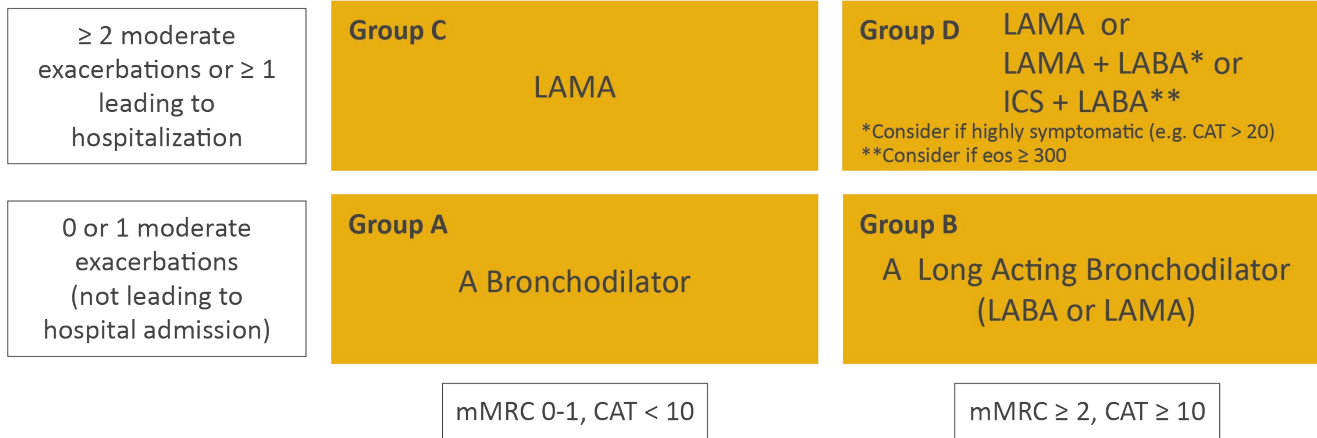 ≥ 2 moderate
exacerbations or ≥ 1
leading to
hospitalization
Group C
LAMA
Group D
LAMA or
LAMA + LABA* or
ICS + LABA**
*Consider if highly symptomatic (e.g. CAT > 20)
**Consider if eos ≥ 300
0 or 1 moderate
exacerbations
(not leading to
hospital admission)
Group A
A Bronchodilator
Group B
A Long Acting Bronchodilator
(LABA or LAMA)
mMRC 0-1, CAT < 10
mMRC ≥ 2, CAT ≥ 10